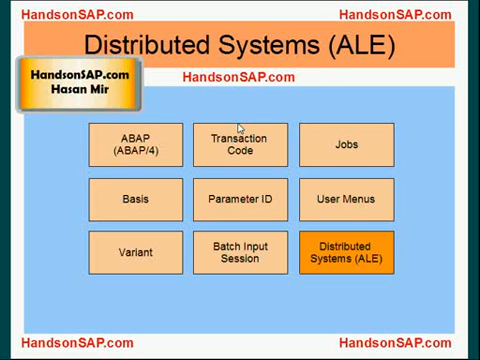 HandsonSAP.com HandsonSAP.com
Distributed Systems (ALE)
HandsonSAP.com
Hasan Mir
HandsonSAP.com
ABAP
(ABAP/4)
Transaction
Code
Jobs
Basis
Parameter ID
User Menus
Variant
Batch Input
Session
Distributed
Systems (ALE)
HandsonSAP.com HandsonSAP.com